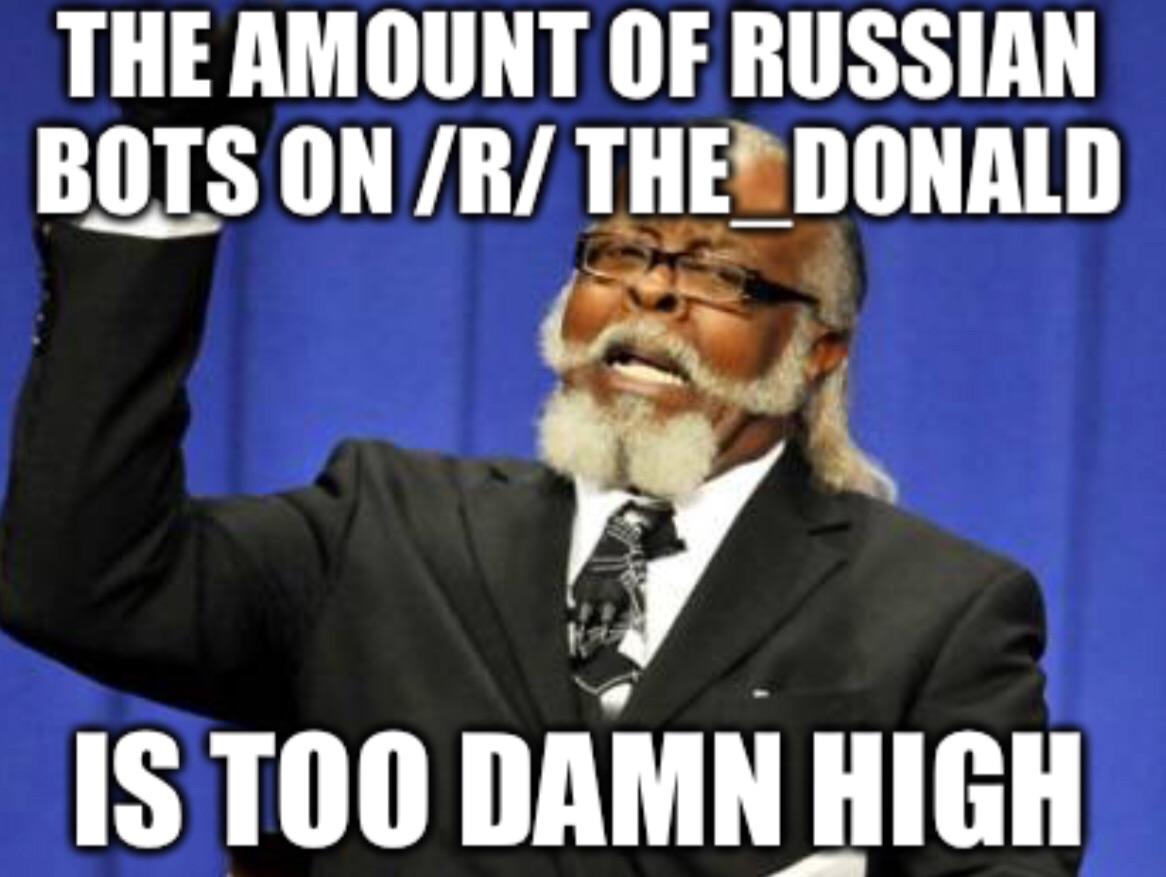 THE AMOUNT OF RUSSIAN
BOTS ON /R/ THE_DONALD
IS TOO DAMN HIGH